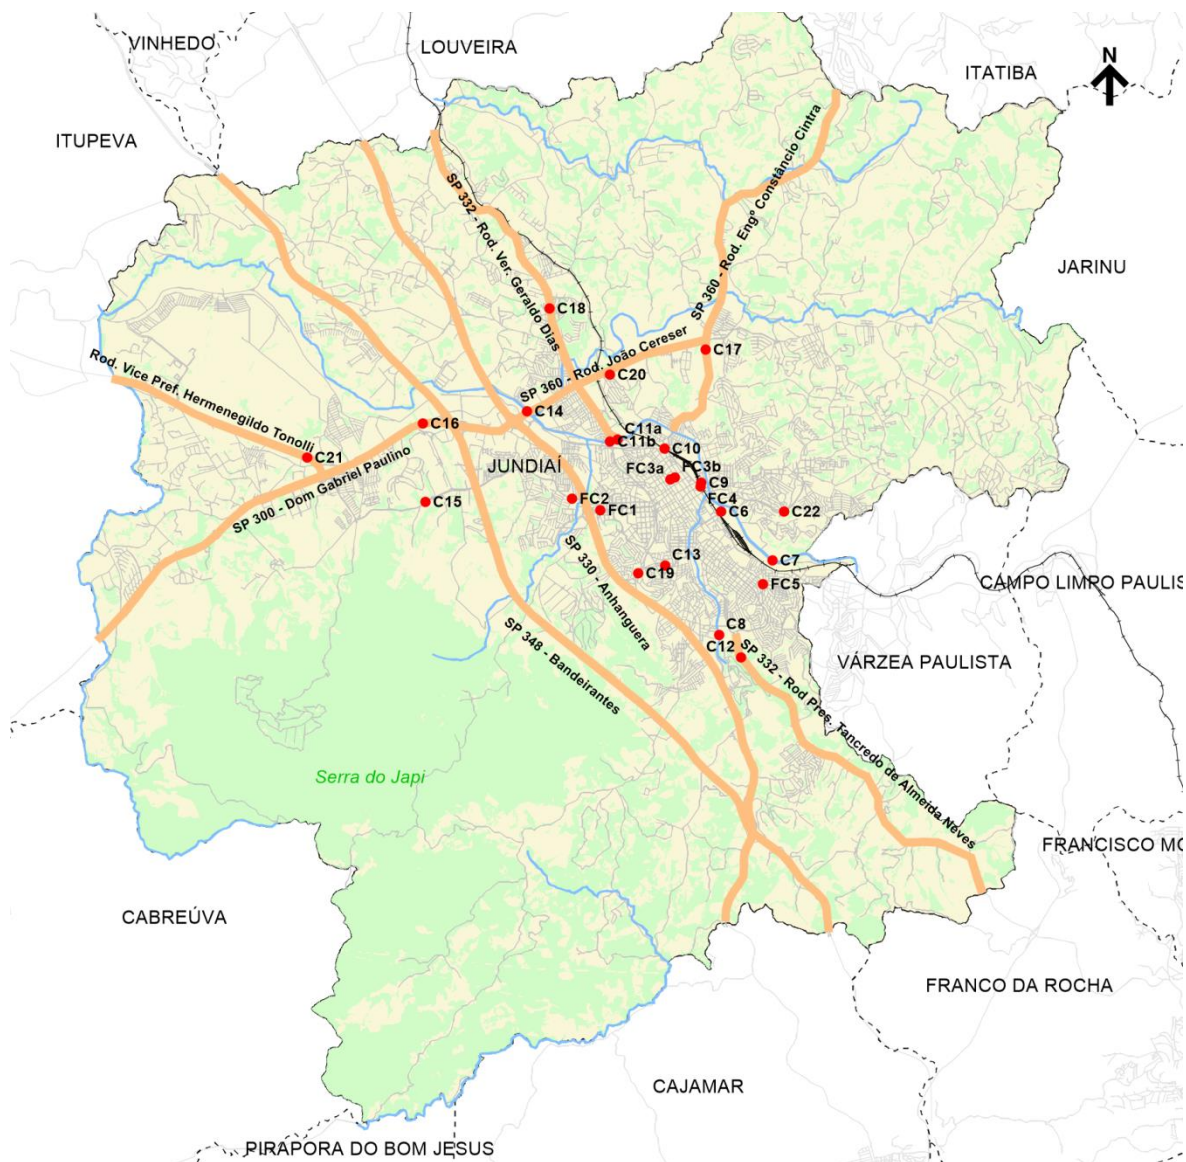 VINHEDO
LOUVEIRA
N
ITATIBA
ITUPEVA
SP 332 - Rod. Ver. Geraldo Dias
SP 360 - Rod. Engº Constâncio Cintra
JARINU
C18
SP 360 - Rod. João Cereser
C17
Rod. Vice Pref. Hermenegildo Tonolli
C20
C14
C16
C11a
C11b
C10
C21
JUNDIAÍ
FC3a
FC3b
C9
SP 300 - Dom Gabriel Paulino
C15
FC2
FC4
FC1
C6
C22
SP 330 - Anhanguera
C13
C7
C19
FC5
CAMPO LIMPO PAULIS
SP 348 - Bandeirantes
C8
C12
SP 332 - Rod Pres. Tancredo de Almeida Neves
VÁRZEA PAULISTA
Serra do Japi
FRANCISCO MO
CABREÚVA
FRANCO DA ROCHA
CAJAMAR
PIRAPORA DO BOM JESUS